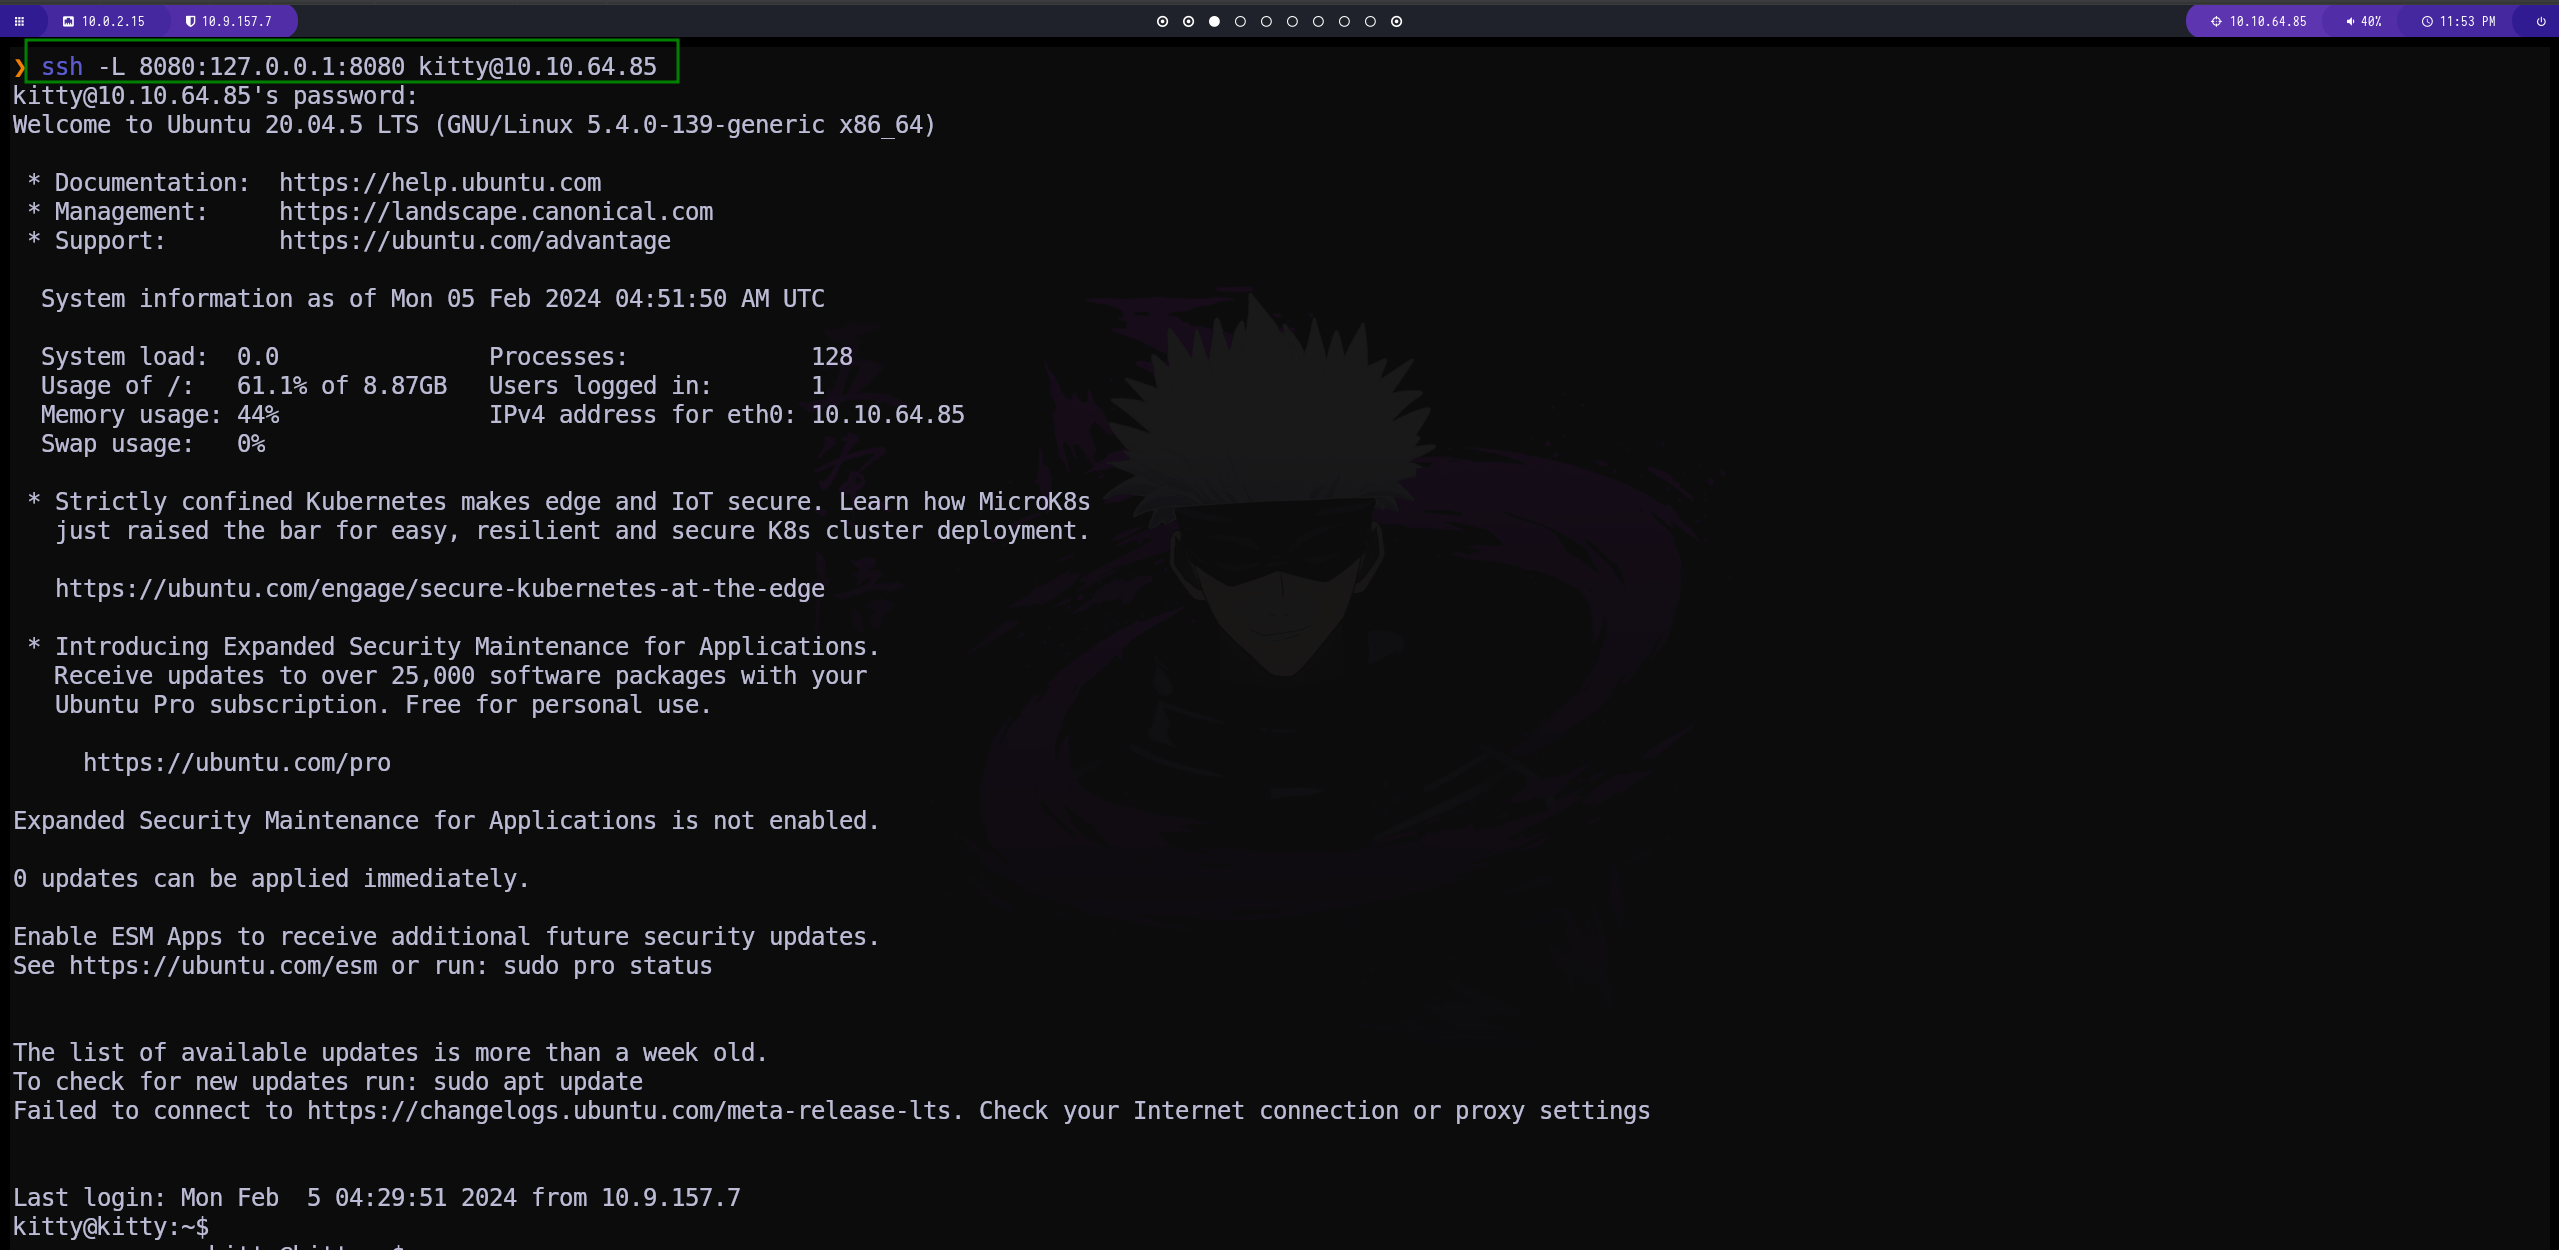 10.0.2.15 10.9.157.7 10.10.64.85 40% 11:53 PM
❯ ssh -L 8080:127.0.0.1:8080 kitty@10.10.64.85
kitty@10.10.64.85's password:
Welcome to Ubuntu 20.04.5 LTS (GNU/Linux 5.4.0-139-generic x86_64)
* Documentation:  https://help.ubuntu.com
* Management:     https://landscape.canonical.com
* Support:        https://ubuntu.com/advantage
System information as of Mon 05 Feb 2024 04:51:50 AM UTC
System load:  0.0               Processes:             128
Usage of /:   61.1% of 8.87GB   Users logged in:       1
Memory usage: 44%               IPv4 address for eth0: 10.10.64.85
Swap usage:   0%
* Strictly confined Kubernetes makes edge and IoT secure. Learn how MicroK8s
just raised the bar for easy, resilient and secure K8s cluster deployment.
https://ubuntu.com/engage/secure-kubernetes-at-the-edge
* Introducing Expanded Security Maintenance for Applications.
Receive updates to over 25,000 software packages with your
Ubuntu Pro subscription. Free for personal use.
https://ubuntu.com/pro
Expanded Security Maintenance for Applications is not enabled.
0 updates can be applied immediately.
Enable ESM Apps to receive additional future security updates.
See https://ubuntu.com/esm or run: sudo pro status
The list of available updates is more than a week old.
To check for new updates run: sudo apt update
Failed to connect to https://changelogs.ubuntu.com/meta-release-lts. Check your Internet connection or proxy settings
Last login: Mon Feb  5 04:29:51 2024 from 10.9.157.7
kitty@kitty:~$